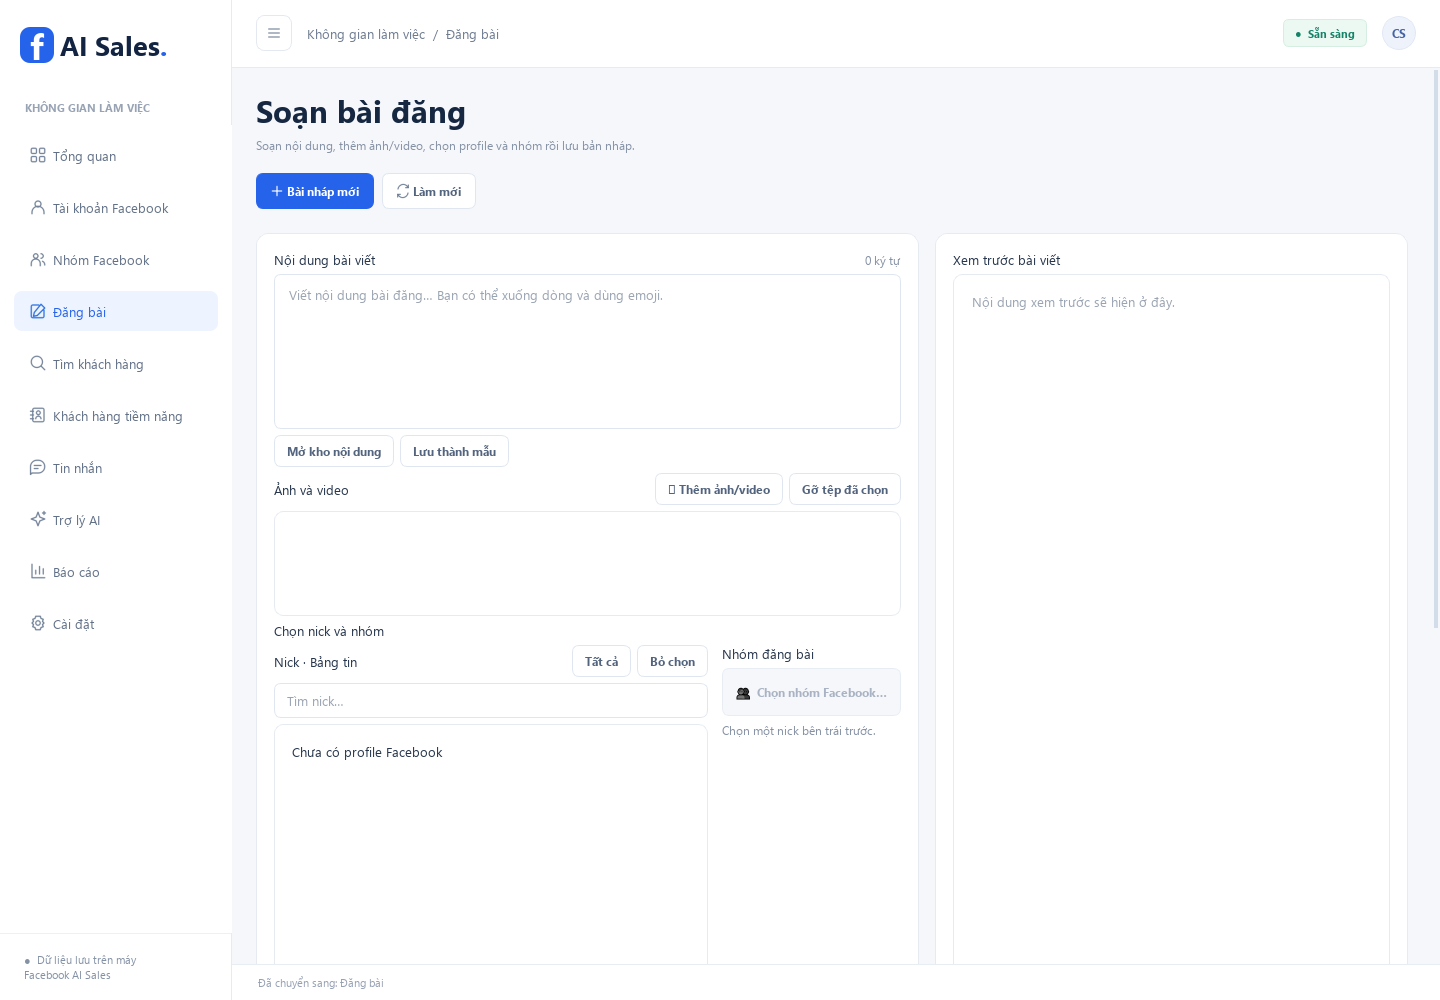 f AI Sales.
KHÔNG GIAN LÀM VIỆC
Tổng quan
Tài khoản Facebook
Nhóm Facebook
Đăng bài
Tìm khách hàng
Khách hàng tiềm năng
Tin nhắn
Trợ lý AI
Báo cáo
Cài đặt
● Dữ liệu lưu trên máy
Facebook AI Sales
Không gian làm việc / Đăng bài
● Sẵn sàng
CS
Soạn bài đăng
Soạn nội dung, thêm ảnh/video, chọn profile và nhóm rồi lưu bản nháp.
Bài nháp mới
Làm mới
Nội dung bài viết
0 ký tự
Viết nội dung bài đăng... Bạn có thể xuống dòng và dùng emoji.
Mở kho nội dung
Lưu thành mẫu
Ảnh và video
Thêm ảnh/video
Gỡ tệp đã chọn
Chọn nick và nhóm
Nick · Bảng tin
Tất cả
Bỏ chọn
Tìm nick...
Chưa có profile Facebook
Nhóm đăng bài
Chọn nhóm Facebook...
Chọn một nick bên trái trước.
Xem trước bài viết
Nội dung xem trước sẽ hiện ở đây.
Đã chuyển sang: Đăng bài